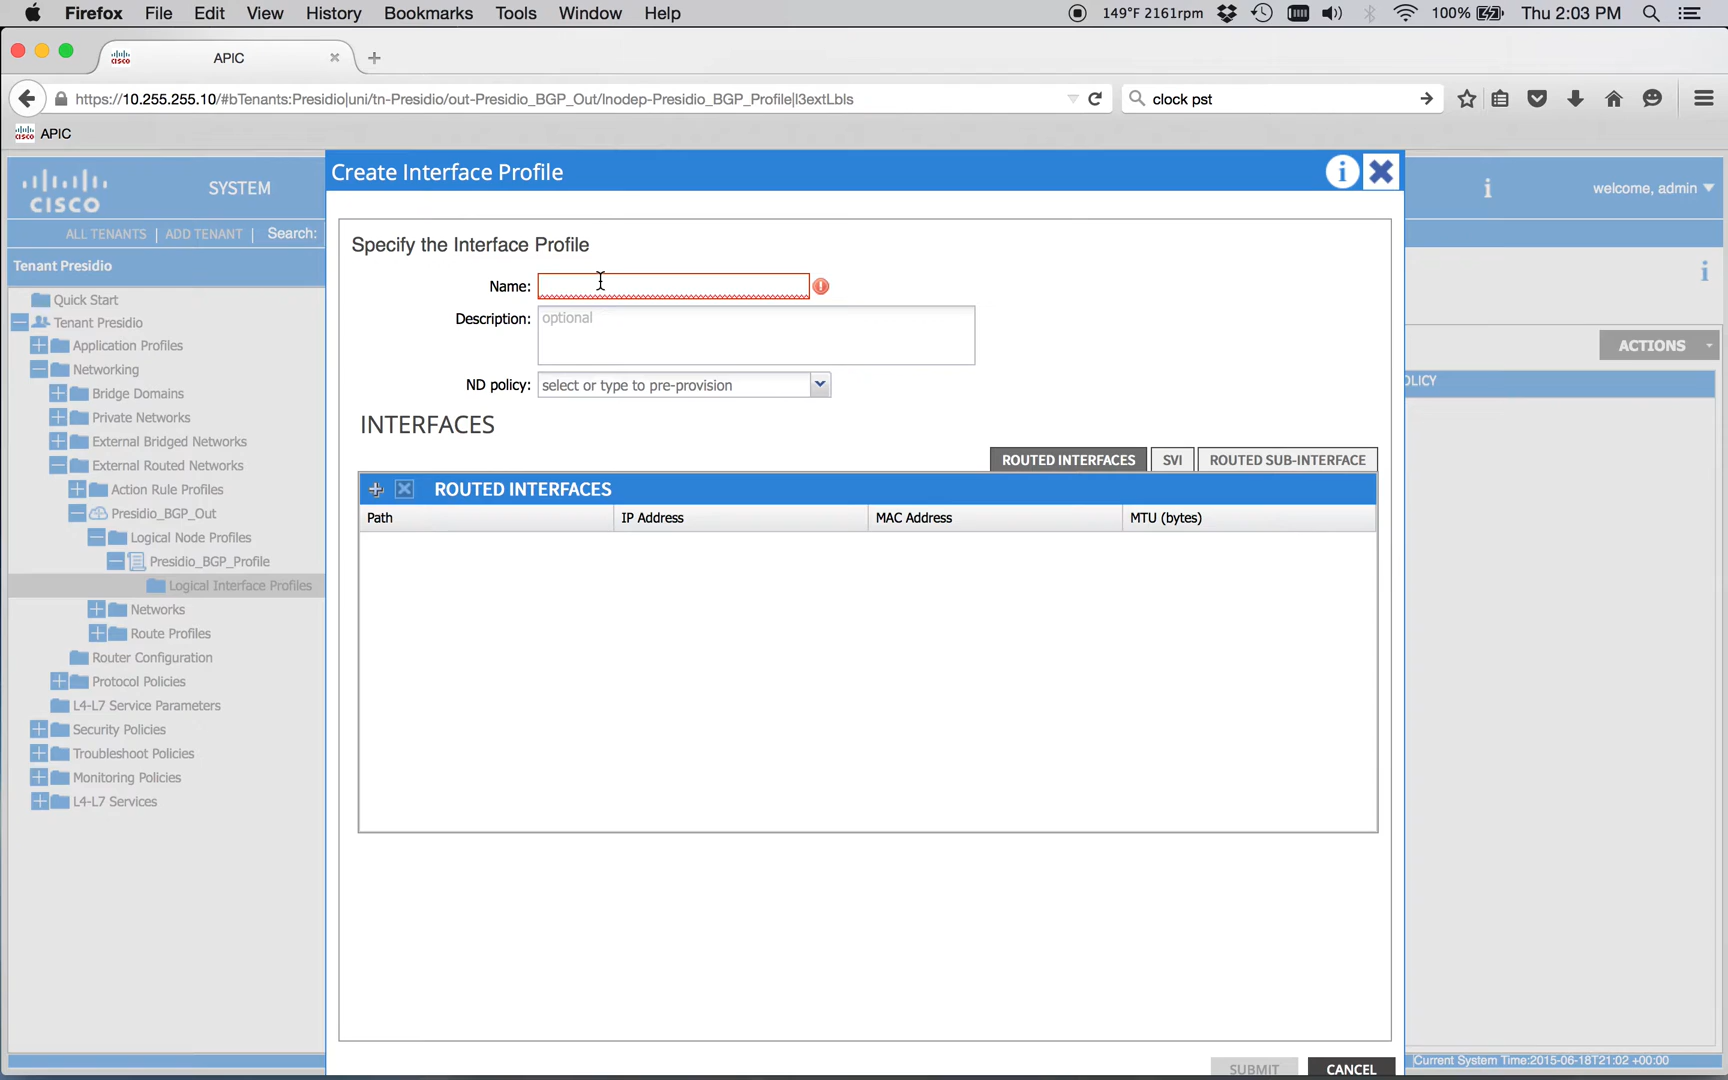 Firefox File Edit View History Bookmarks Tools Window Help 149°F 2161rpm 100% Thu 2:03 PM
APIC
https://10.255.255.10/#bTenants:Presidio|uni/tn-Presidio/out-Presidio_BGP_Out/lnodep-Presidio_BGP_Profile|l3extLbls clock pst
cisco APIC
CISCO SYSTEM welcome, admin
ALL TENANTS | ADD TENANT | Search:
Tenant Presidio
Quick Start
Tenant Presidio
Application Profiles
Networking
Bridge Domains
Private Networks
External Bridged Networks
External Routed Networks
Action Rule Profiles
Presidio_BGP_Out
Logical Node Profiles
Presidio_BGP_Profile
Logical Interface Profiles
Networks
Route Profiles
Router Configuration
Protocol Policies
L4-L7 Service Parameters
Security Policies
Troubleshoot Policies
Monitoring Policies
L4-L7 Services
Create Interface Profile
Specify the Interface Profile
Name:
Description: optional
ND policy: select or type to pre-provision
INTERFACES
ROUTED INTERFACES SVI ROUTED SUB-INTERFACE
ROUTED INTERFACES
Path IP Address MAC Address MTU (bytes)
SUBMIT CANCEL
ACTIONS
OLICY
Current System Time:2015-06-18T21:02 +00:00